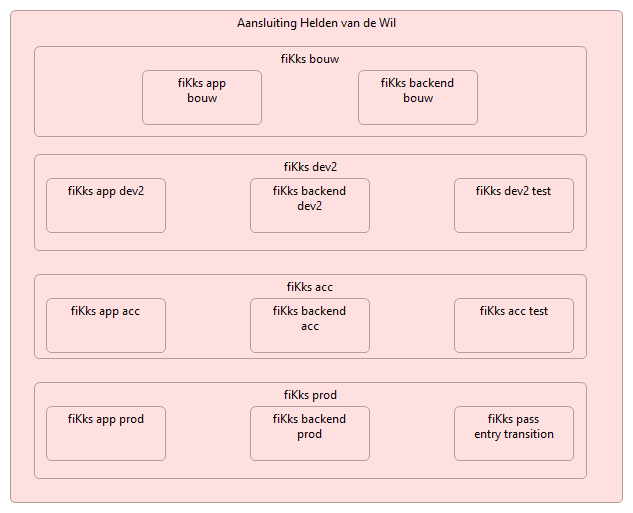 Aansluiting Helden van de Wil
fiKks bouw
fiKks app
bouw
fiKks backend
bouw
fiKks dev2
fiKks app dev2
fiKks backend
dev2
fiKks dev2 test
fiKks acc
fiKks app acc
fiKks backend
acc
fiKks acc test
fiKks prod
fiKks app prod
fiKks backend
prod
fiKks pass
entry transition